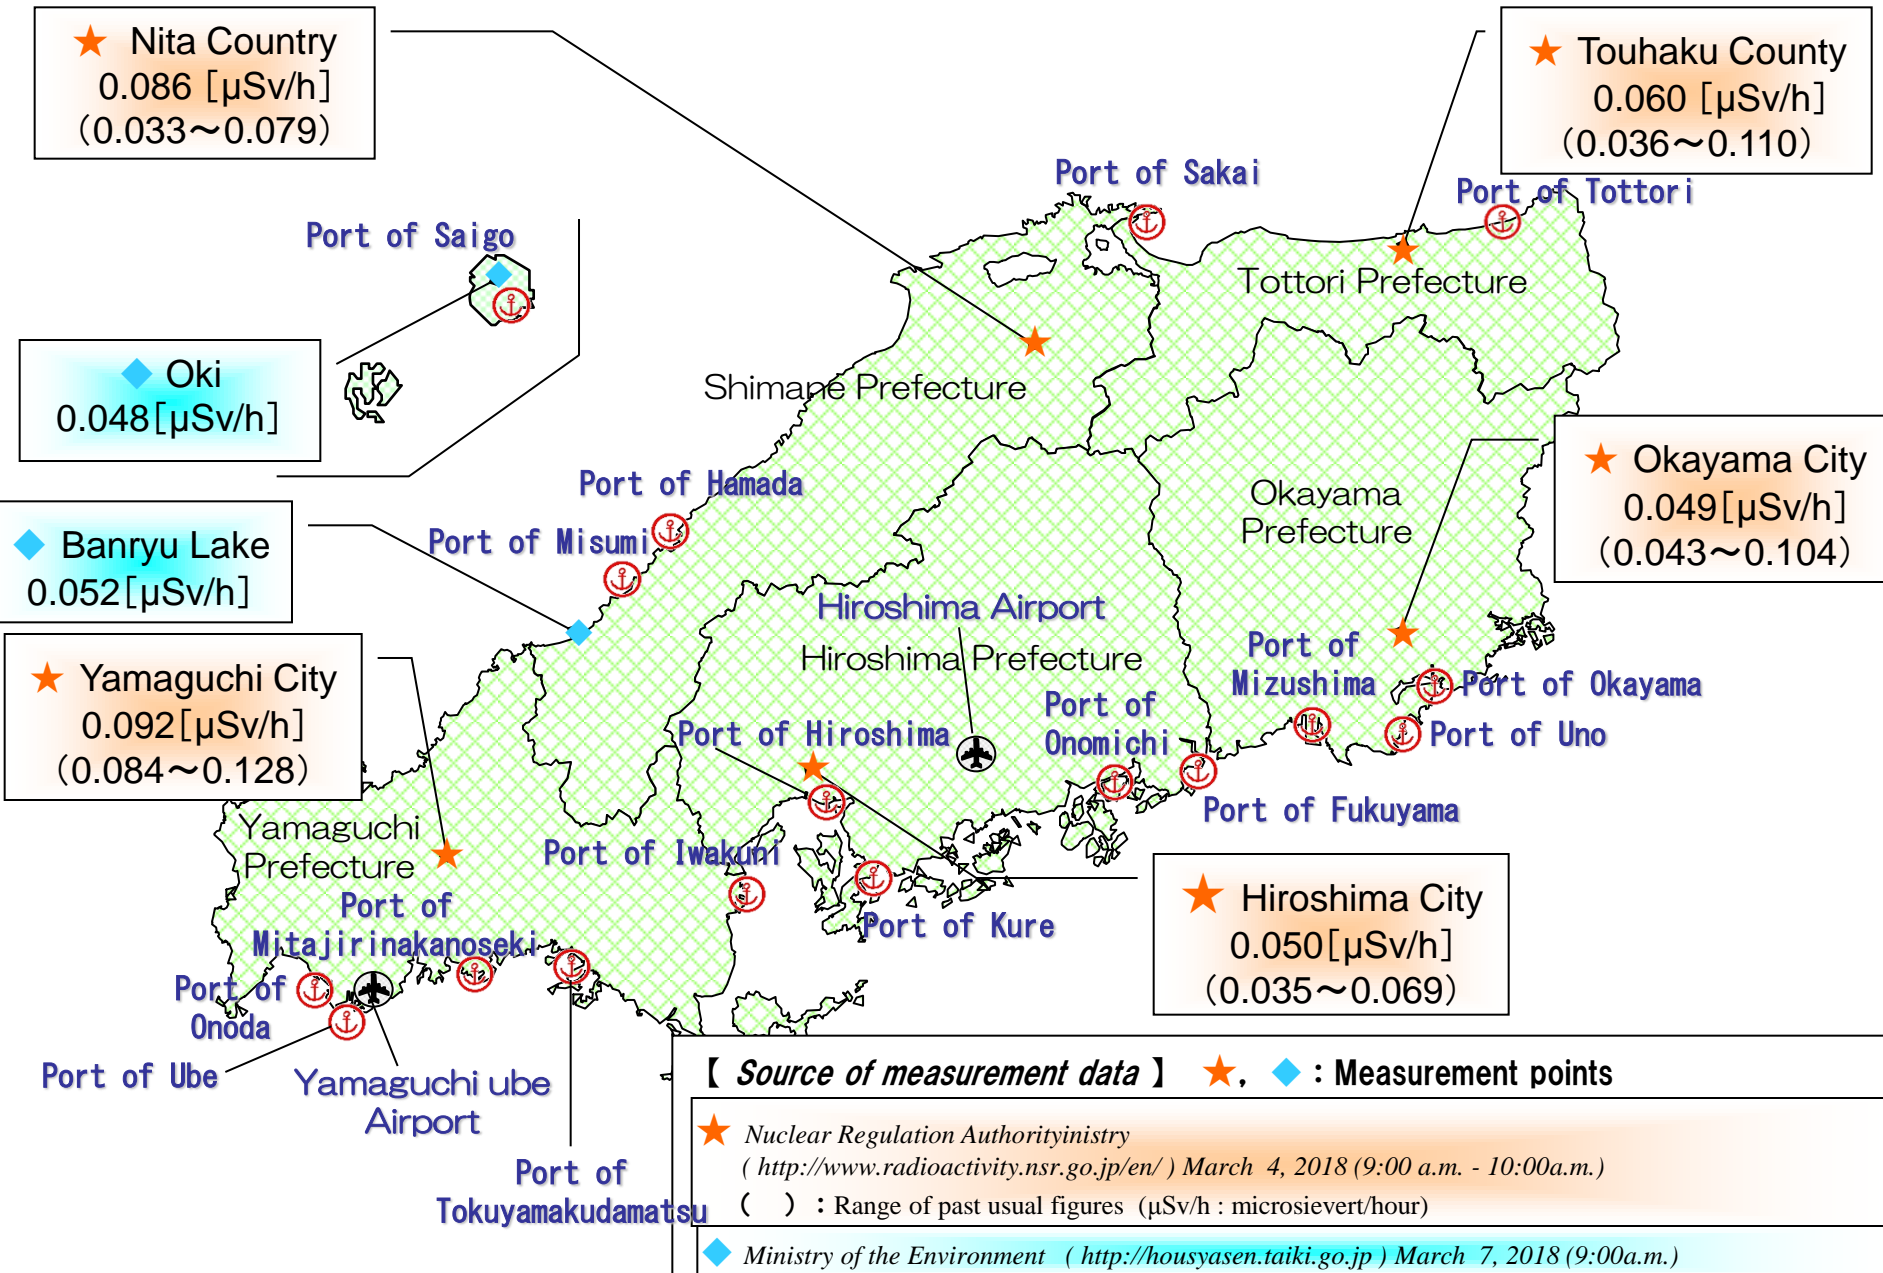 ★ Nita Country
0.086 [μSv/h]
（0.033～0.079）
★ Touhaku County
0.060 [μSv/h]
（0.036～0.110）
Port of Sakai
Port of Tottori
Port of Saigo
Tottori Prefecture
◆ Oki
0.048[μSv/h]
Shimane Prefecture
★ Okayama City
0.049[μSv/h]
（0.043～0.104）
Port of Hamada
Okayama
Prefecture
Port of Misumi
◆ Banryu Lake
0.052[μSv/h]
Hiroshima Airport
Hiroshima Prefecture
Port of
Mizushima
Port of Okayama
★ Yamaguchi City
0.092[μSv/h]
（0.084～0.128）
Port of Hiroshima
Port of
Onomichi
Port of Uno
Port of Fukuyama
Yamaguchi
Prefecture
Port of Iwakuni
★ Hiroshima City
0.050[μSv/h]
（0.035～0.069）
Port of
Mitajirinakanoseki
Port of Kure
Port of
Onoda
Port of Ube
Yamaguchi ube
Airport
Port of
Tokuyamakudamatsu
【 Source of measurement data 】 ★, ◆ : Measurement points
★ Nuclear Regulation Authorityinistry
( http://www.radioactivity.nsr.go.jp/en/ ) March 4, 2018 (9:00 a.m. - 10:00a.m.)
( ) : Range of past usual figures (μSv/h : microsievert/hour)
◆ Ministry of the Environment ( http://housyasen.taiki.go.jp ) March 7, 2018 (9:00a.m.)